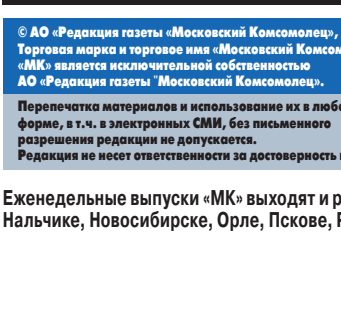 © АО «Редакция газеты «Московский Комсомолец»,
Торговая марка и торговое имя «Московский
«МК» является исключительной собственностью
АО «Редакция газеты "Московский Комсомолец».
Перепечатка материалов и использование их в
форме, в т.ч. в электронных СМИ, без письменного
разрешения редакции не допускается.
Редакция не несет ответственности за достоверность
Еженедельные выпуски «МК» выходят и
Нальчике, Новосибирске, Орле, Пскове,